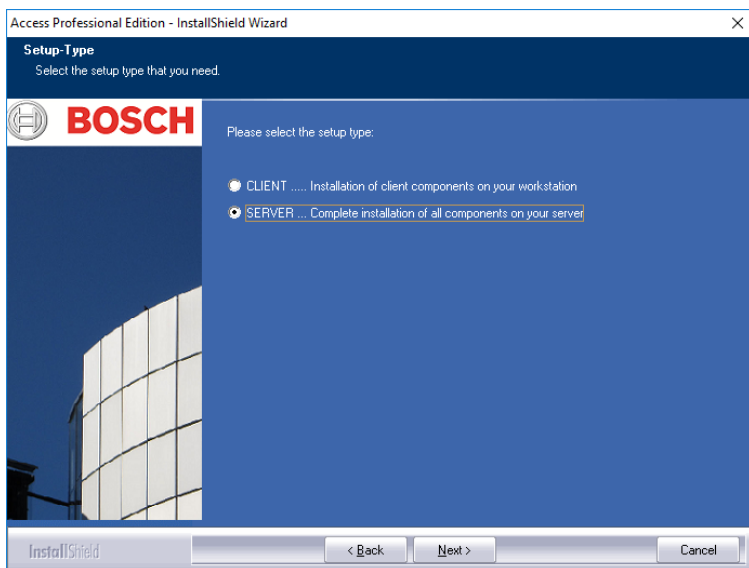 Access Professional Edition - InstallShield Wizard
Setup-Type
Select the setup type that you need.
BOSCH
Please select the setup type:
CLIENT ..... Installation of client components on your workstation
SERVER ... Complete installation of all components on your server
InstallShield
< Back
Next >
Cancel